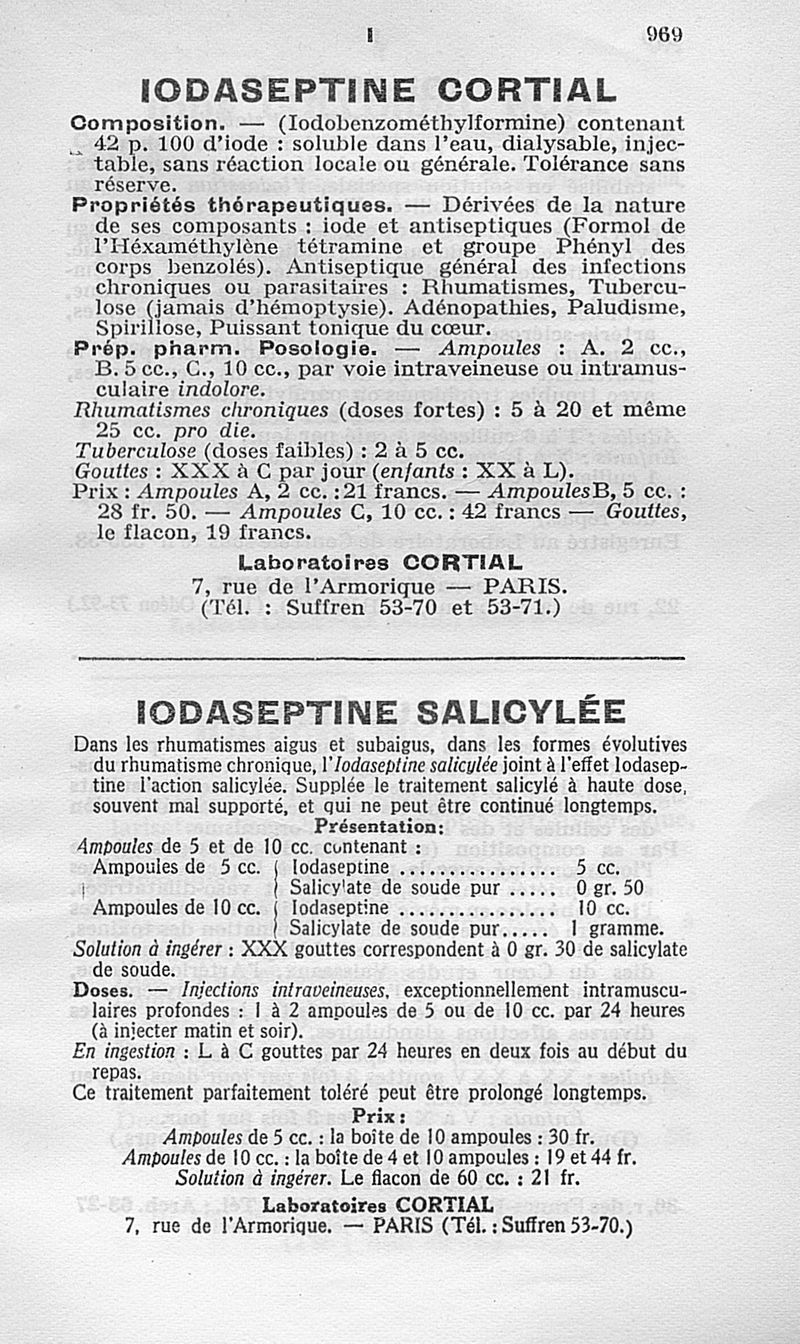 I 969
IODASEPTINE CORTIAL
Composition. — (Iodobenzométhylformine) contenant
42 p. 100 d'iode : soluble dans l'eau, dialysable, injec-
table, sans réaction locale ou générale. Tolérance sans
réserve.
Propriétés thérapeutiques. — Dérivées de la nature
de ses composants : iode et antiseptiques (Formol de
l'Héxaméthylène tétramine et groupe Phényl des
corps benzolés). Antiseptique général des infections
chroniques ou parasitaires : Rhumatismes, Tubercu-
lose (jamais d'hémoptysie). Adénopathies, Paludisme,
Spirillose, Puissant tonique du cœur.
Prép. pharm. Posologie. — Ampoules : A. 2 cc.,
B. 5 cc., C., 10 cc., par voie intraveineuse ou intramus-
culaire indolore.
Rhumatismes chroniques (doses fortes) : 5 à 20 et même
25 cc. pro die.
Tuberculose (doses faibles) : 2 à 5 cc.
Gouttes : XXX à C par jour (enfants : XX à L).
Prix : Ampoules A, 2 cc. : 21 francs. — Ampoules B, 5 cc. :
28 fr. 50. — Ampoules C, 10 cc. : 42 francs — Gouttes,
le flacon, 19 francs.
Laboratoires CORTIAL
7, rue de l'Armorique — PARIS.
(Tél. : Suffren 53-70 et 53-71.)
IODASEPTINE SALICYLÉE
Dans les rhumatismes aigus et subaigus, dans les formes évolutives
du rhumatisme chronique, l'Iodaseptine salicylée joint à l'effet Iodasep-
tine l'action salicylée. Supplée le traitement salicylé à haute dose,
souvent mal supporté, et qui ne peut être continué longtemps.
Présentation:
Ampoules de 5 et de 10 cc. contenant :
Ampoules de 5 cc. { Iodaseptine ................ 5 cc.
{ Salicylate de soude pur ..... 0 gr. 50
Ampoules de 10 cc. { Iodaseptine ................ 10 cc.
{ Salicylate de soude pur..... 1 gramme.
Solution à ingérer : XXX gouttes correspondent à 0 gr. 30 de salicylate
de soude.
Doses. — Injections intraveineuses, exceptionnellement intramuscu-
laires profondes : 1 à 2 ampoules de 5 ou de 10 cc. par 24 heures
(à injecter matin et soir).
En ingestion : L à C gouttes par 24 heures en deux fois au début du
repas.
Ce traitement parfaitement toléré peut être prolongé longtemps.
Prix :
Ampoules de 5 cc. : la boîte de 10 ampoules : 30 fr.
Ampoules de 10 cc. : la boîte de 4 et 10 ampoules : 19 et 44 fr.
Solution à ingérer. Le flacon de 60 cc. : 21 fr.
Laboratoires CORTIAL
7, rue de l'Armorique. — PARIS (Tél. : Suffren 53-70.)